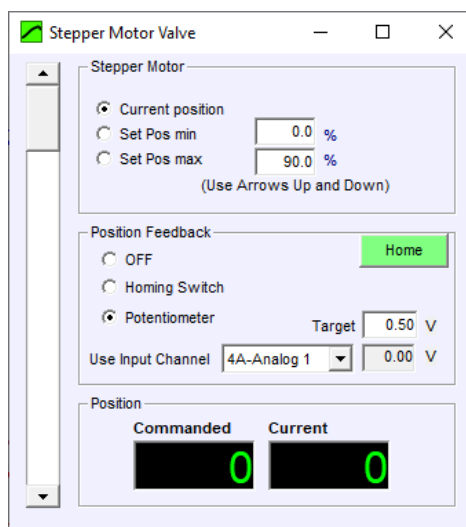 Stepper Motor Valve
Stepper Motor
Current position
Set Pos min 0.0 %
Set Pos max 90.0 %
(Use Arrows Up and Down)
Position Feedback
Home
OFF
Homing Switch
Potentiometer
Target 0.50 V
Use Input Channel 4A-Analog 1 0.00 V
Position
Commanded Current
0 0